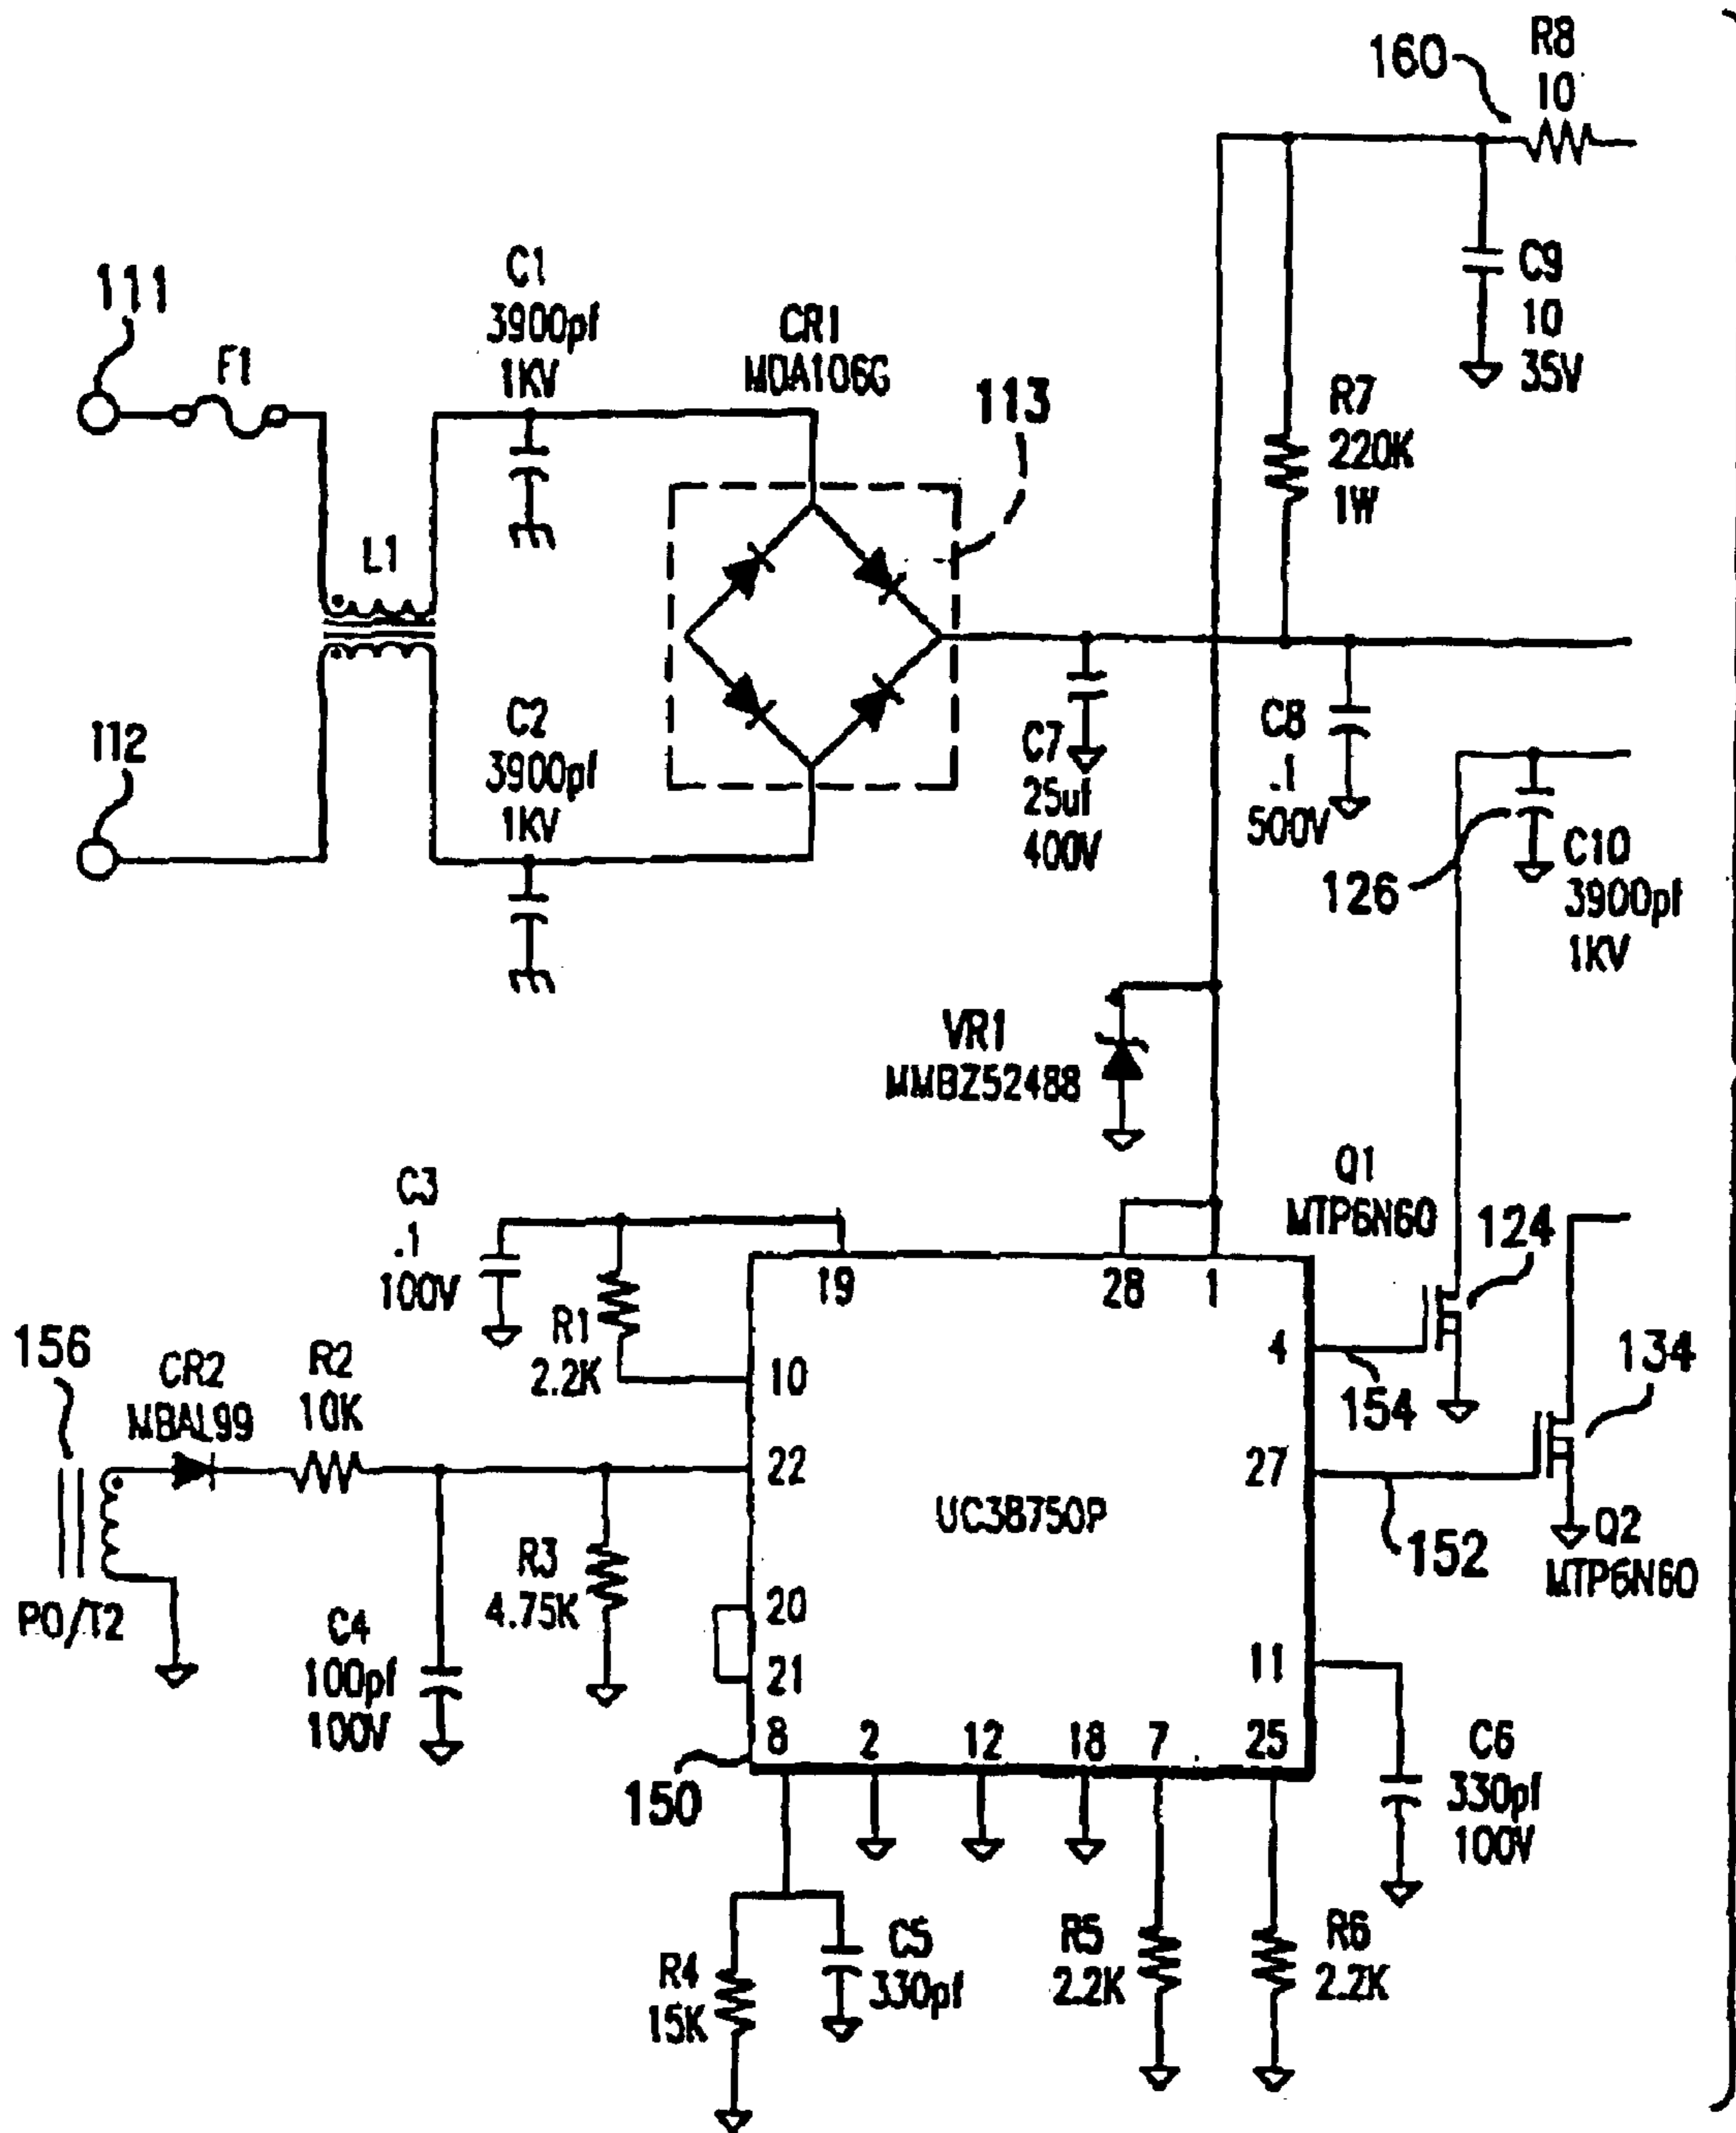 160
R8
10
C9
10
35V
111
F1
C1
3900pf
1KV
CR1
MDA106G
113
R7
220K
1W
L1
112
C2
3900pf
1KV
C7
25uf
400V
C8
.1
500V
126
C10
3900pf
1KV
VR1
MMBZ5248B
Q1
MTP6N60
124
C3
.1
100V
R1
2.2K
19
28
1
4
154
134
156
CR2
MBAL99
R2
10K
10
22
27
152
Q2
MTP6N60
UC3B750P
R3
4.75K
PO/T2
C4
100pf
100V
20
21
11
8
2
12
18
7
25
150
C6
330pf
100V
R4
15K
C5
330pf
R5
2.2K
R6
2.2K